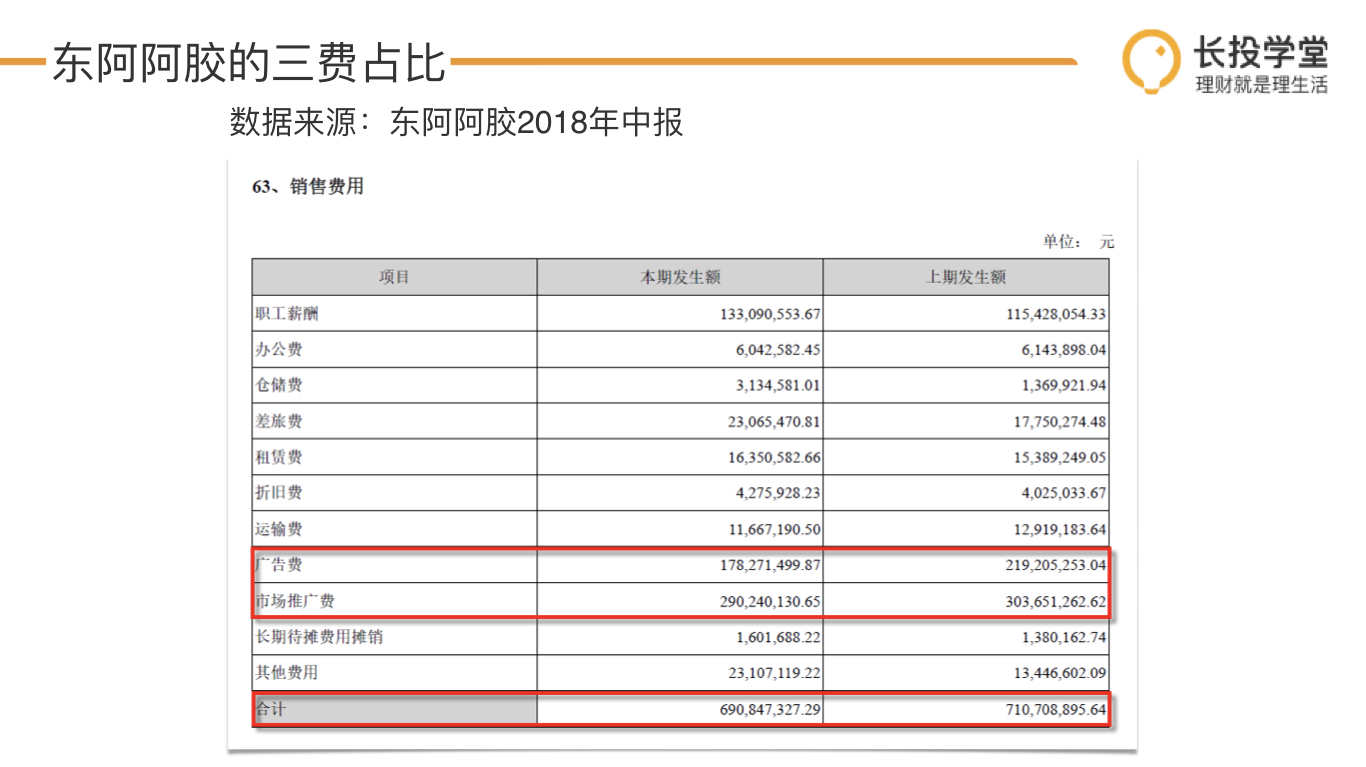 东阿阿胶的三费占比
长投学堂
理财就是理生活
数据来源：东阿阿胶2018年中报
63、销售费用
单位： 元
项目 本期发生额 上期发生额
职工薪酬 133,090,553.67 115,428,054.33
办公费 6,042,582.45 6,143,898.04
仓储费 3,134,581.01 1,369,921.94
差旅费 23,065,470.81 17,750,274.48
租赁费 16,350,582.66 15,389,249.05
折旧费 4,275,928.23 4,025,033.67
运输费 11,667,190.50 12,919,183.64
广告费 178,271,499.87 219,205,253.04
市场推广费 290,240,130.65 303,651,262.62
长期待摊费用摊销 1,601,688.22 1,380,162.74
其他费用 23,107,119.22 13,446,602.09
合计 690,847,327.29 710,708,895.64